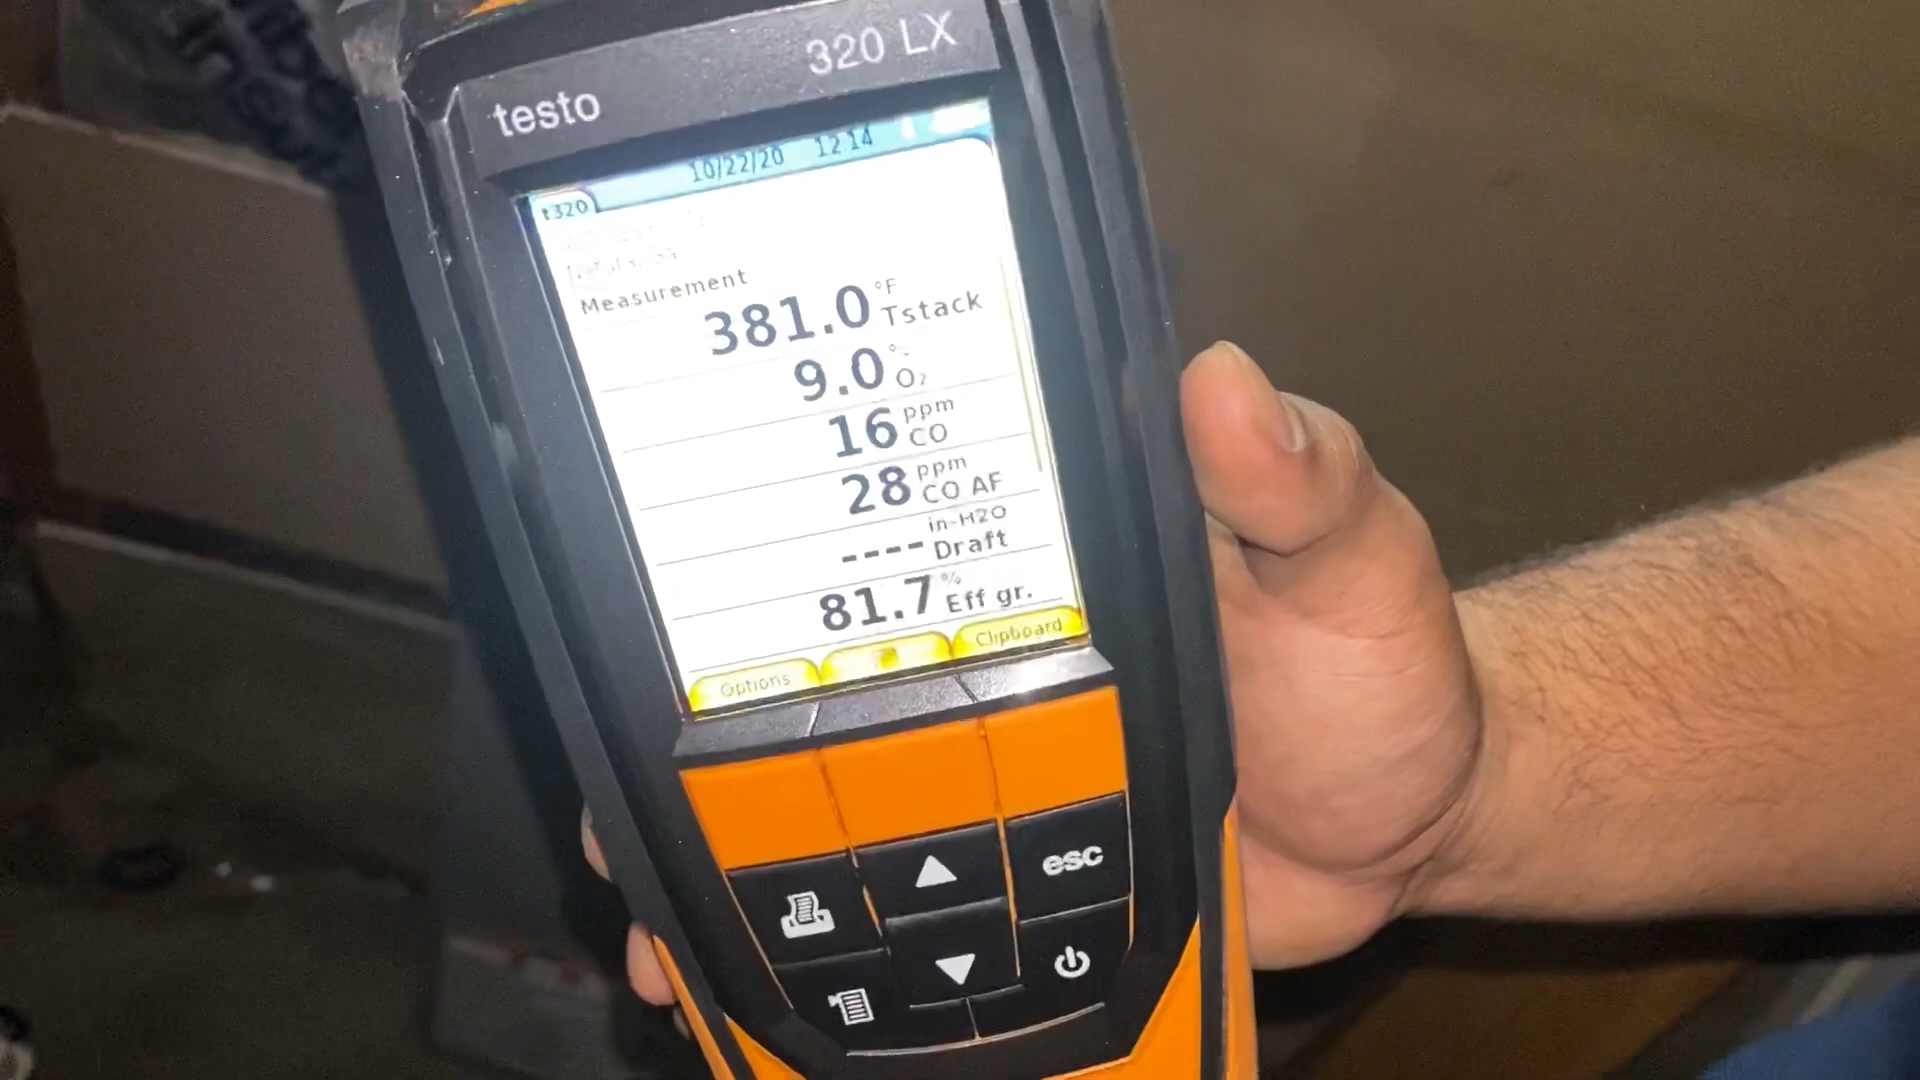 testo 320 LX
10/22/20 12:14
t320
Measurement
381.0 °F Tstack
9.0 % O₂
16 ppm CO
28 ppm CO AF
---- in-H2O Draft
81.7 % Eff gr.
Options Clipboard
esc